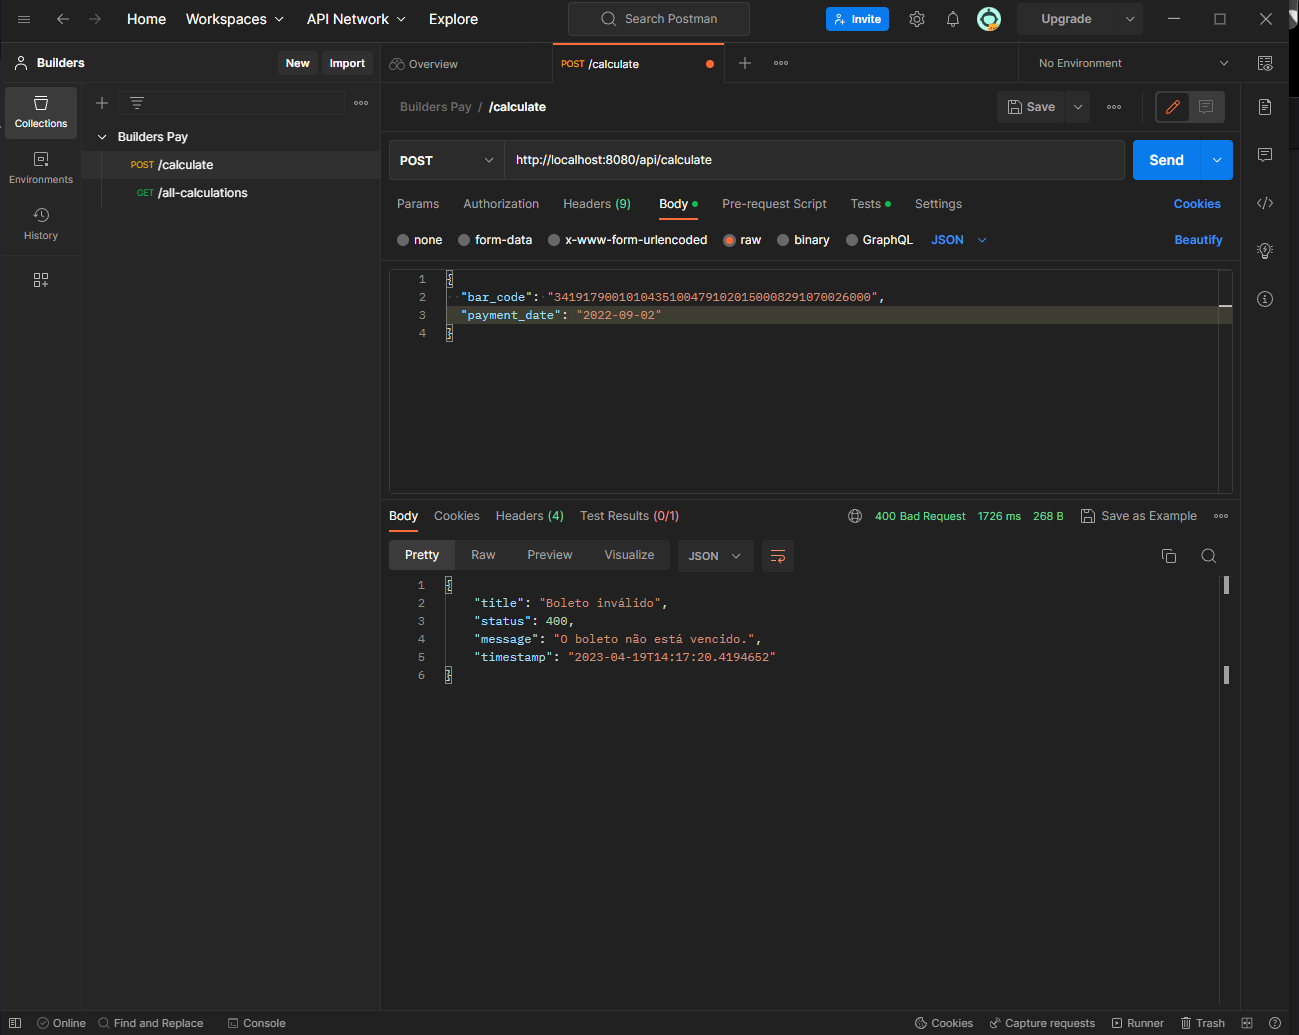 Home Workspaces API Network Explore Search Postman Invite Upgrade
Builders New Import Overview POST /calculate No Environment
Collections
Environments
History
Builders Pay
POST /calculate
GET /all-calculations
Builders Pay / /calculate Save
POST http://localhost:8080/api/calculate Send
Params Authorization Headers (9) Body Pre-request Script Tests Settings Cookies
none form-data x-www-form-urlencoded raw binary GraphQL JSON Beautify
1 {
2 "bar_code": "34191790010104351004791020150008291070026000",
3 "payment_date": "2022-09-02"
4 }
Body Cookies Headers (4) Test Results (0/1) 400 Bad Request 1726 ms 268 B Save as Example
Pretty Raw Preview Visualize JSON
1 {
2 "title": "Boleto inválido",
3 "status": 400,
4 "message": "O boleto não está vencido.",
5 "timestamp": "2023-04-19T14:17:20.4194652"
6 }
Online Find and Replace Console Cookies Capture requests Runner Trash